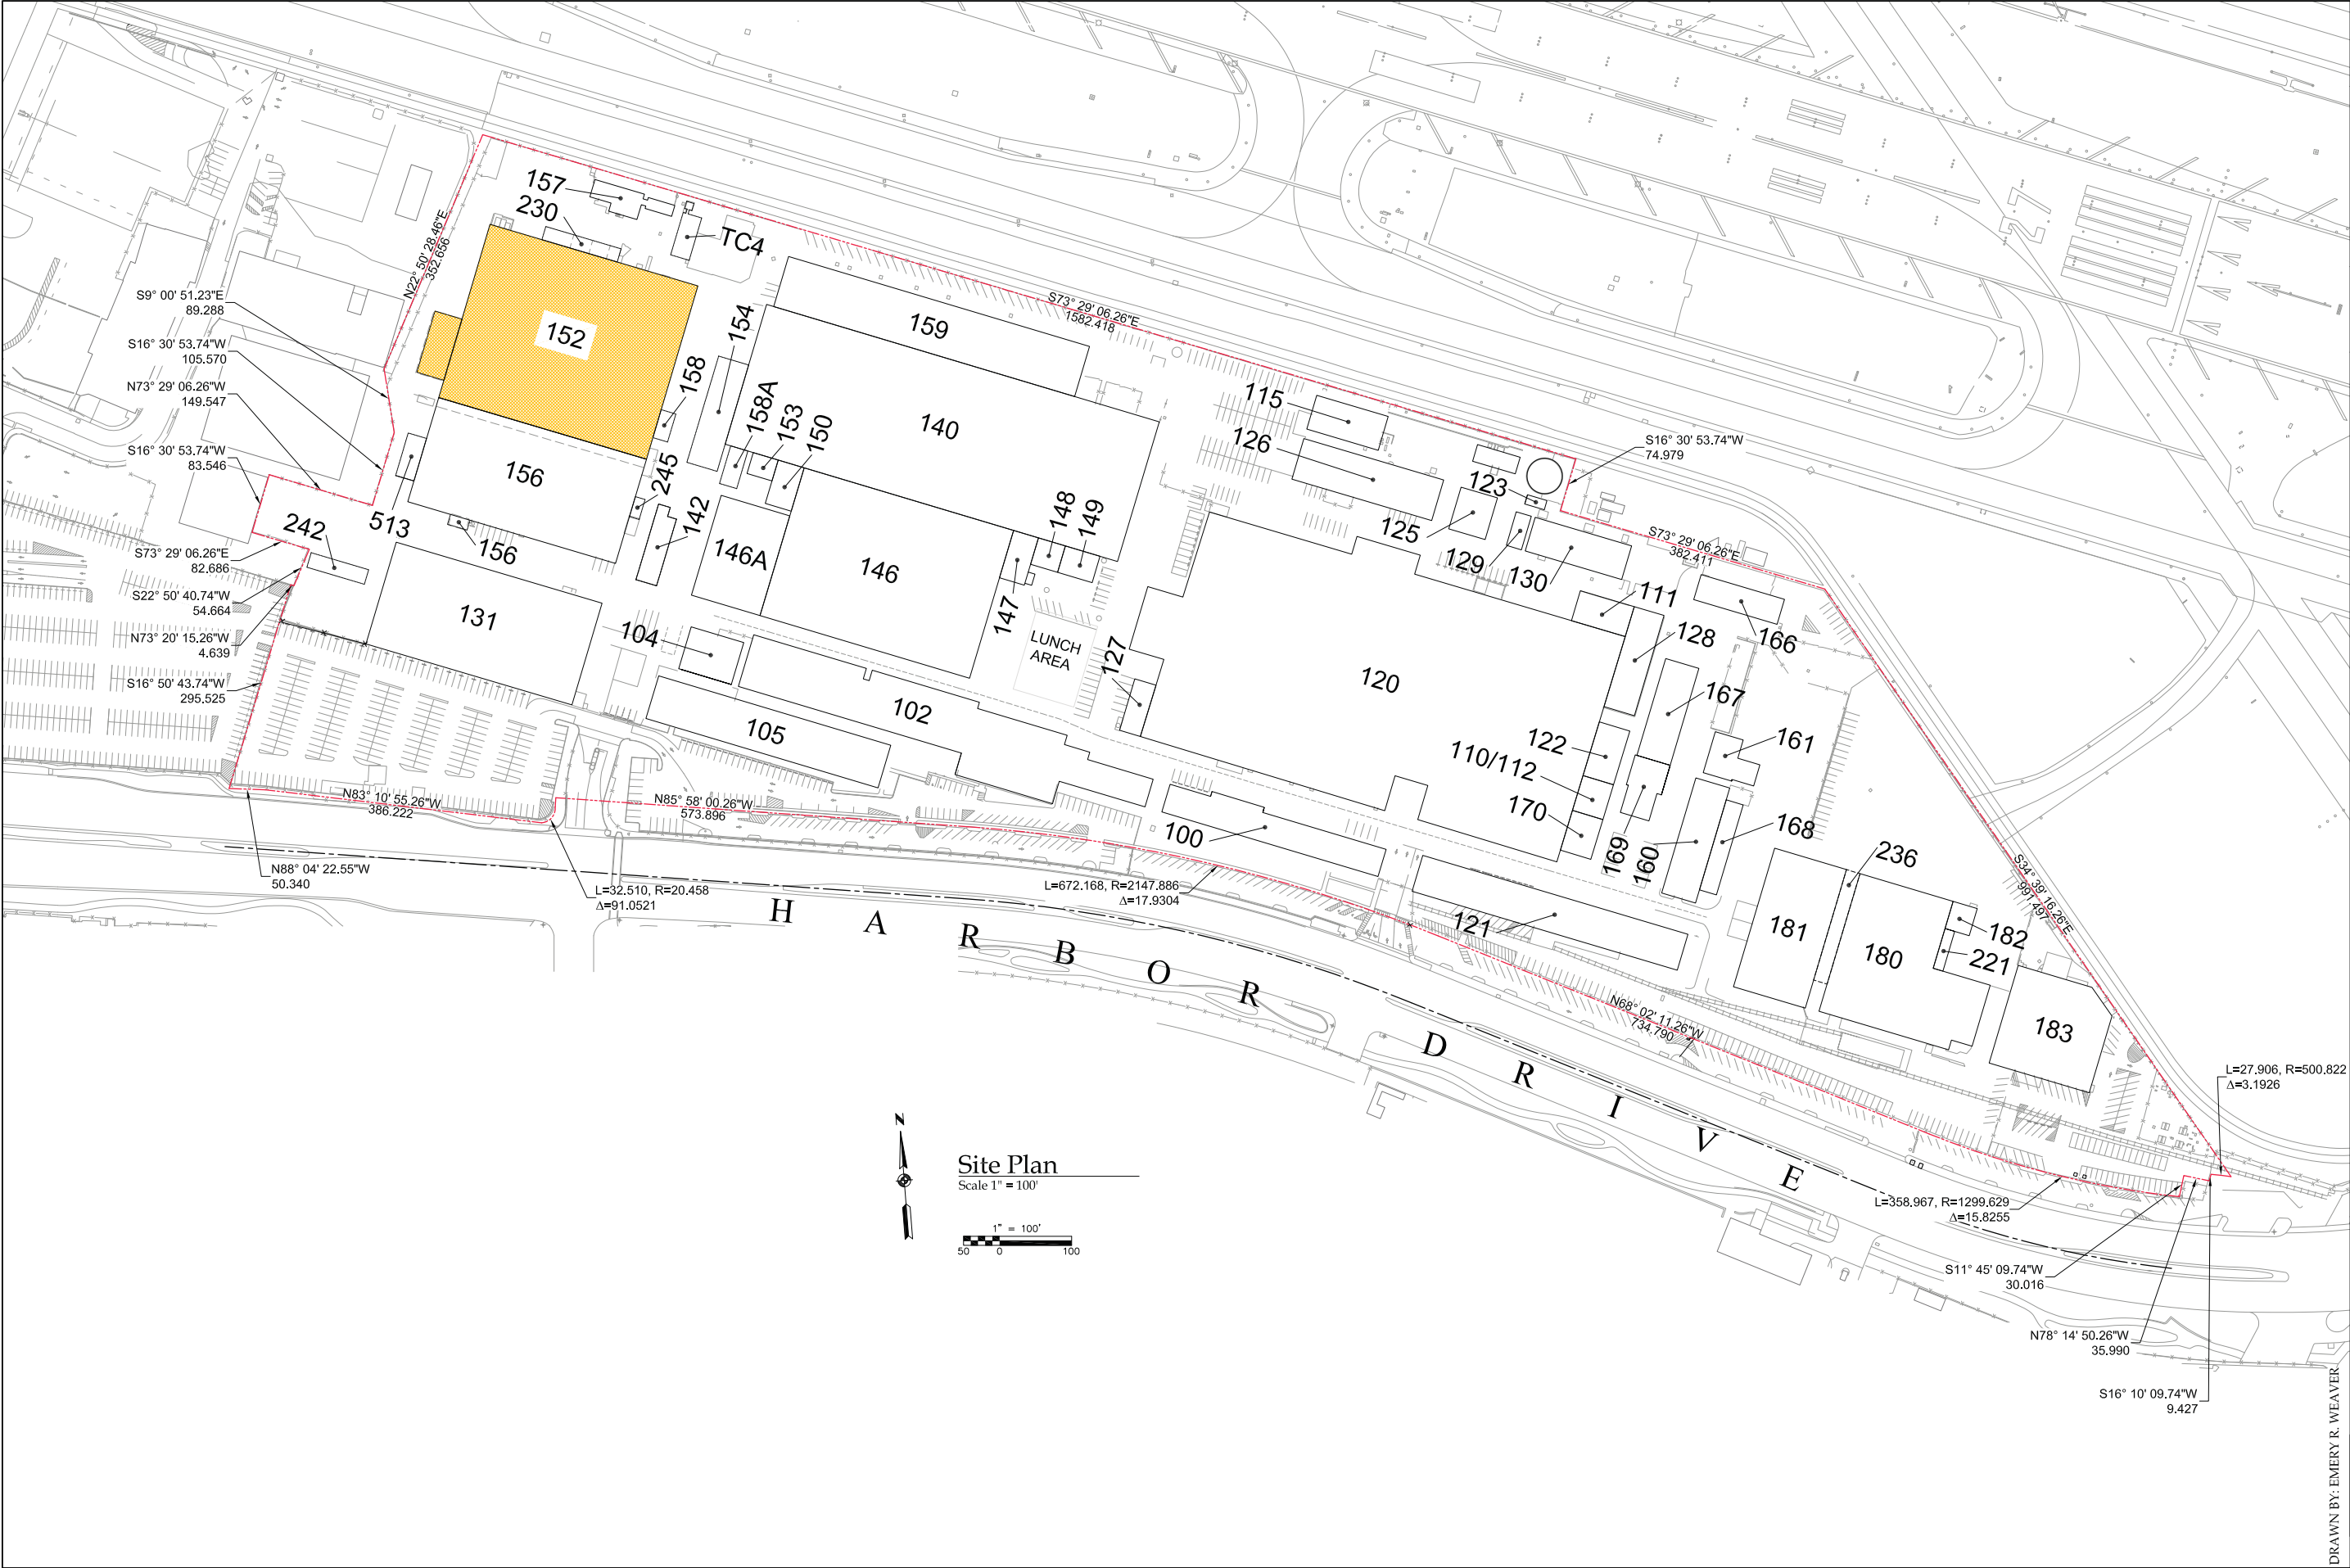 157
230
TC4
N22° 50' 28.46"E
352.656
S9° 00' 51.23"E
89.288
S16° 30' 53.74"W
105.570
N73° 29' 06.26"W
149.547
S16° 30' 53.74"W
83.546
S73° 29' 06.26"E
82.686
S22° 50' 40.74"W
54.664
N73° 20' 15.26"W
4.639
S16° 50' 43.74"W
295.525
152
154
158
158A
153
150
159
140
S73° 29' 06.26"E
1582.418
156
245
142
513
242
156
146A
146
148
149
147
131
104
LUNCH
AREA
127
105
102
115
126
123
125
129
130
S16° 30' 53.74"W
74.979
S73° 29' 06.26"E
382.411
111
128
166
120
167
122
161
110/112
170
169
160
168
100
121
236
181
180
182
221
183
S34° 39' 16.26"E
991.497
N83° 10' 55.26"W
386.222
N85° 58' 00.26"W
573.896
N88° 04' 22.55"W
50.340
L=32.510, R=20.458
Δ=91.0521
L=672.168, R=2147.886
Δ=17.9304
N68° 02' 11.26"W
734.790
HARBOR DRIVE
L=27.906, R=500.822
Δ=3.1926
L=358.967, R=1299.629
Δ=15.8255
S11° 45' 09.74"W
30.016
N78° 14' 50.26"W
35.990
S16° 10' 09.74"W
9.427
N
Site Plan
Scale 1" = 100'
1" = 100'
50 0 100
DRAWN BY: EMERY R. WEAVER